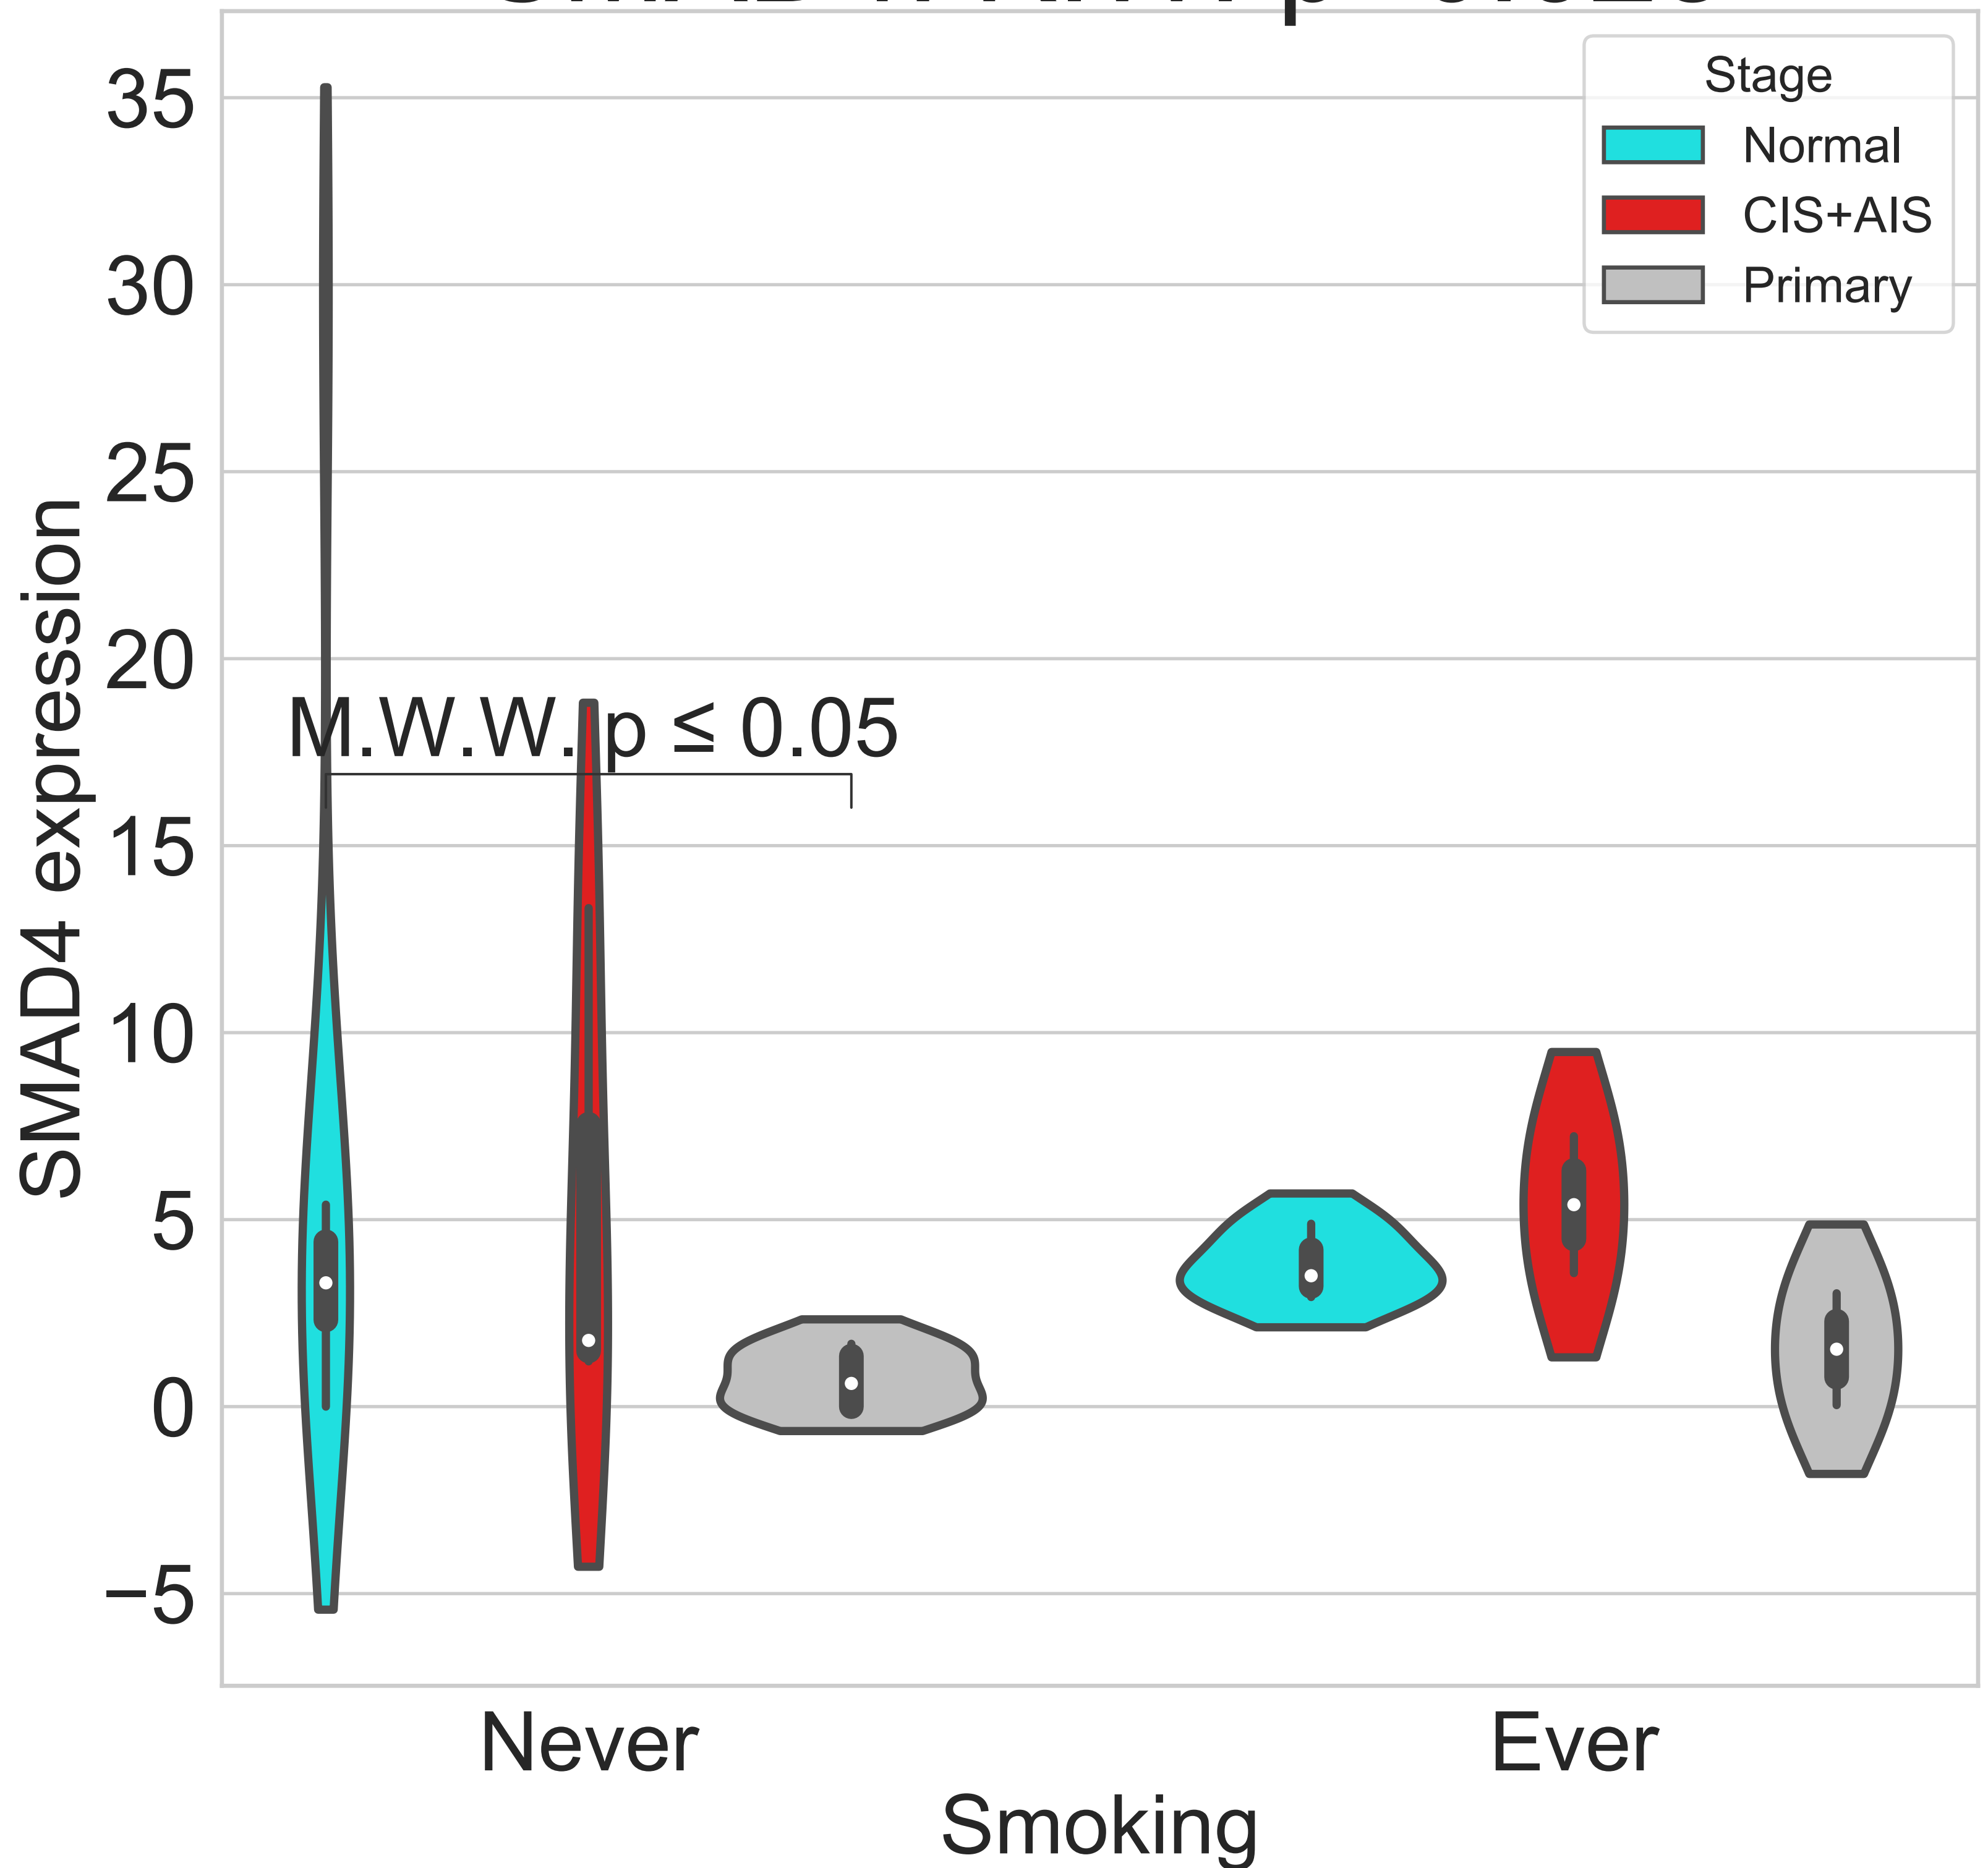 Stage
Normal
CIS+AIS
Primary
35
30
25
20
15
10
5
0
−5
SMAD4 expression
M.W.W. p ≤ 0.05
Never
Ever
Smoking